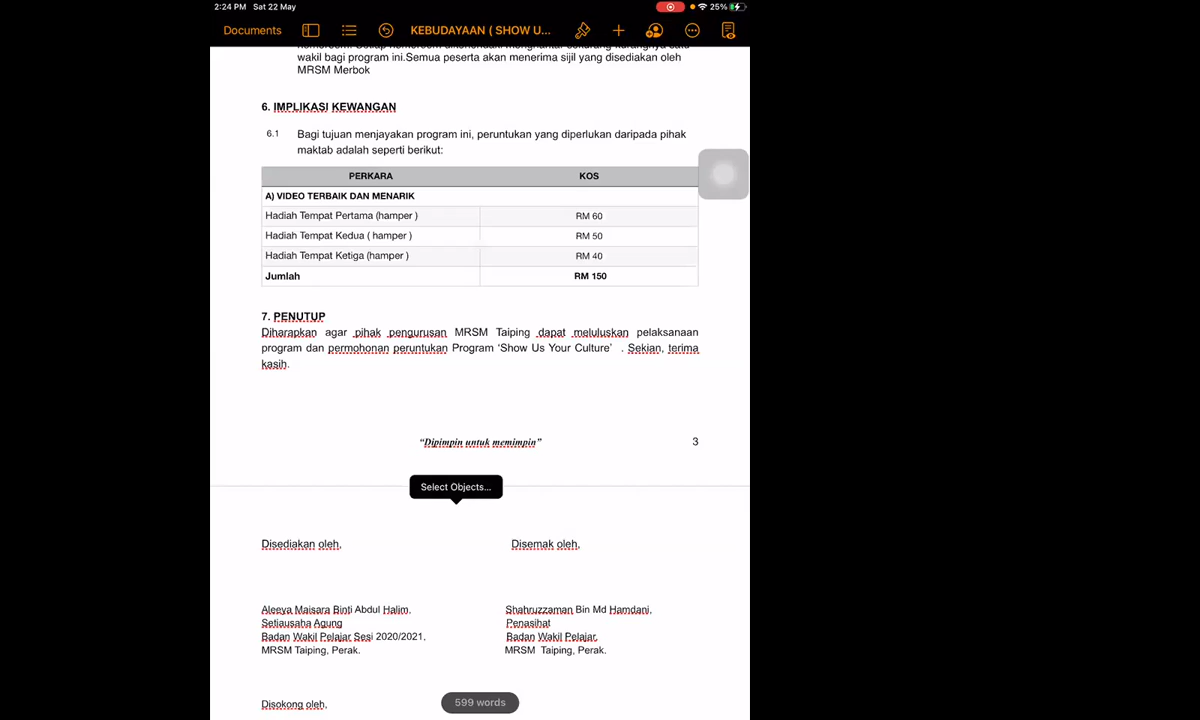 2:24 PM Sat 22 May
25%
Documents
KEBUDAYAAN ( SHOW U...
wakil bagi program ini.Semua peserta akan menerima sijil yang disediakan oleh
MRSM Merbok
6. IMPLIKASI KEWANGAN
6.1 Bagi tujuan menjayakan program ini, peruntukan yang diperlukan daripada pihak
maktab adalah seperti berikut:
PERKARA KOS
A) VIDEO TERBAIK DAN MENARIK
Hadiah Tempat Pertama (hamper ) RM 60
Hadiah Tempat Kedua ( hamper ) RM 50
Hadiah Tempat Ketiga (hamper ) RM 40
Jumlah RM 150
7. PENUTUP
Diharapkan agar pihak pengurusan MRSM Taiping dapat meluluskan pelaksanaan
program dan permohonan peruntukan Program ‘Show Us Your Culture’ . Sekian, terima
kasih.
“Dipimpin untuk memimpin” 3
Select Objects...
Disediakan oleh, Disemak oleh,
Aleeya Maisara Binti Abdul Halim, Shahruzzaman Bin Md Hamdani,
Setiausaha Agung Penasihat
Badan Wakil Pelajar Sesi 2020/2021, Badan Wakil Pelajar,
MRSM Taiping, Perak. MRSM Taiping, Perak.
Disokong oleh,
599 words